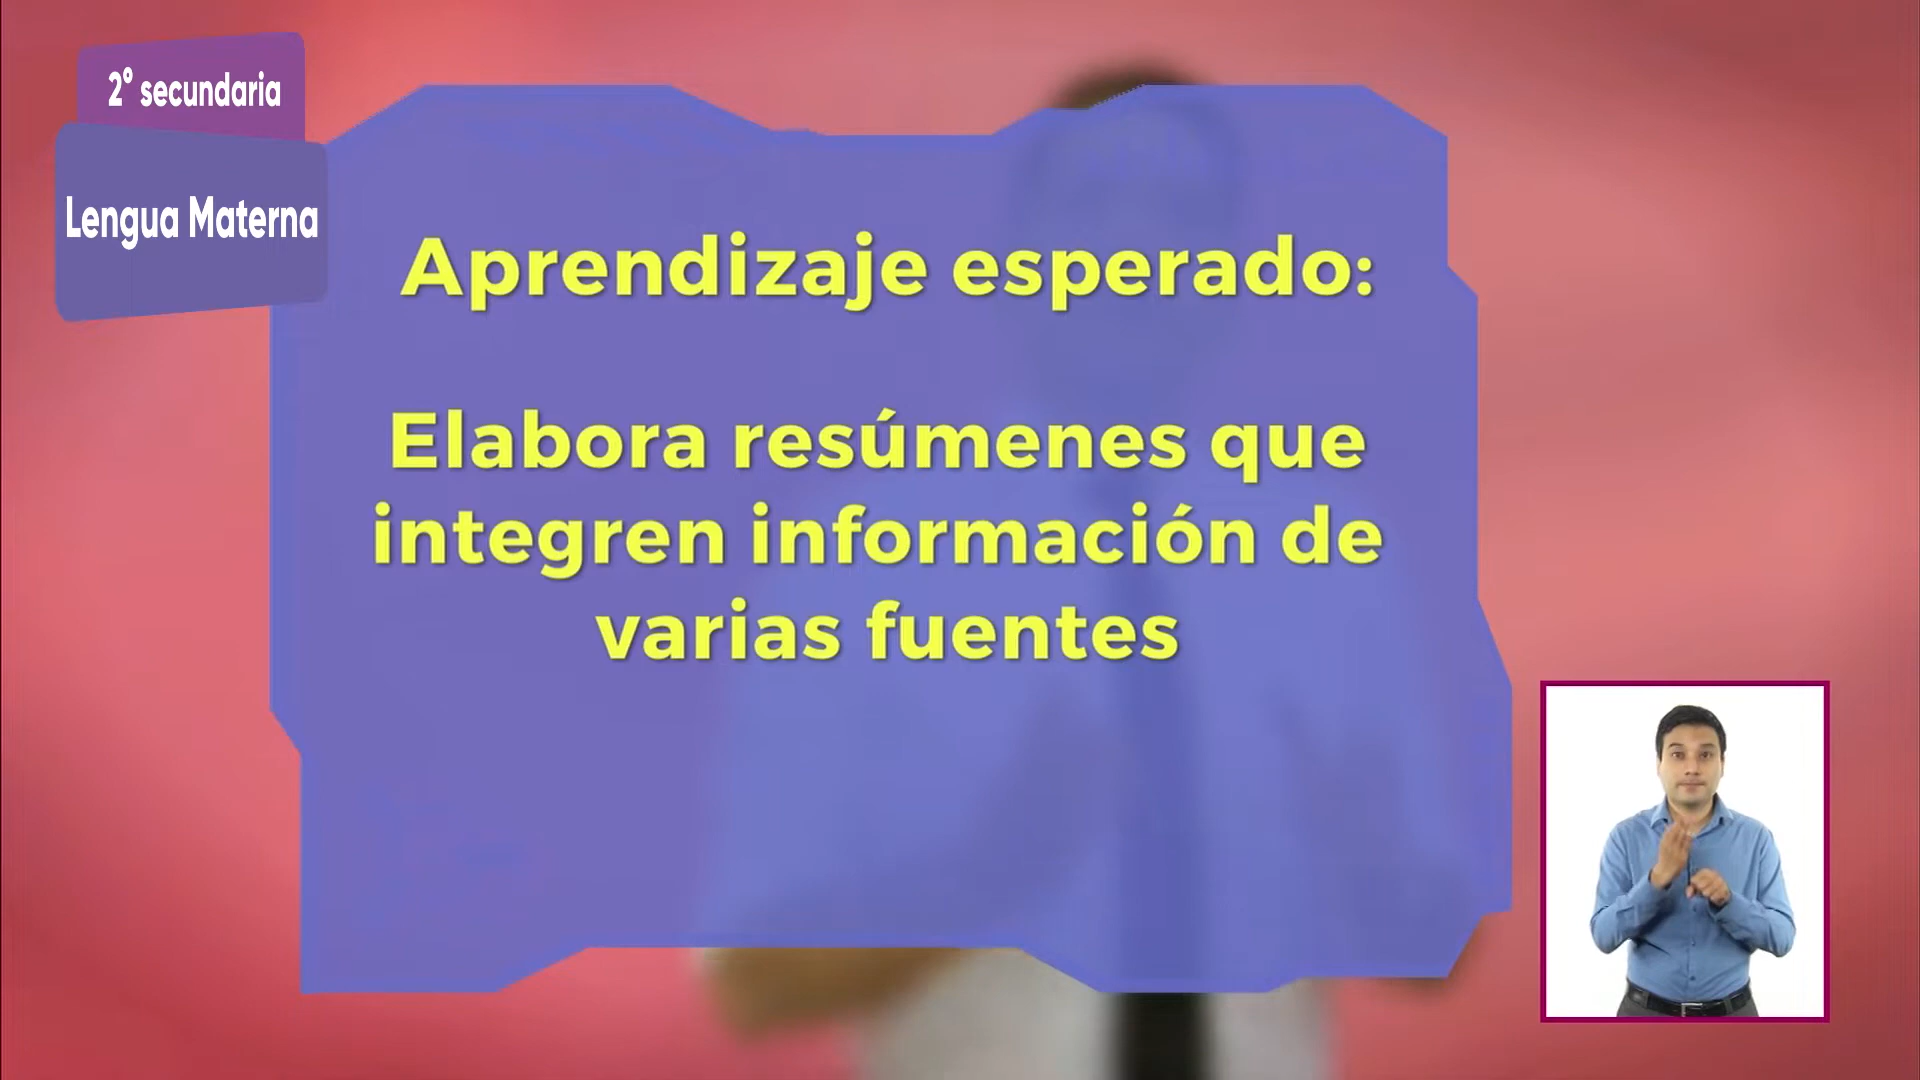 2° secundaria
Lengua Materna
Aprendizaje esperado:
Elabora resúmenes que
integren información de
varias fuentes